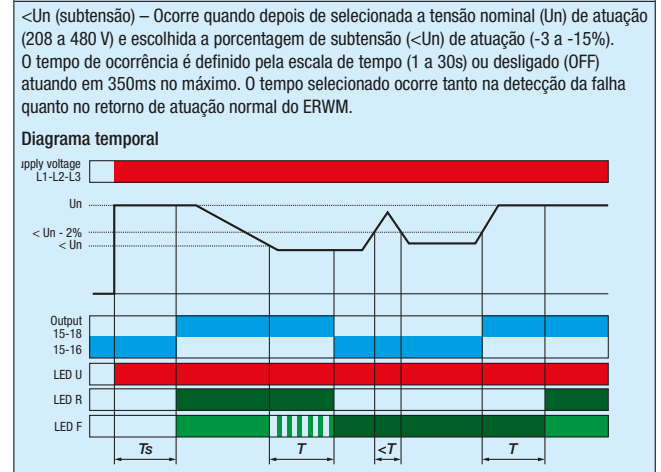 <Un (subtensão) – Ocorre quando depois de selecionada a tensão nominal (Un) de atuação
(208 a 480 V) e escolhida a porcentagem de subtensão (<Un) de atuação (-3 a -15%).
O tempo de ocorrência é definido pela escala de tempo (1 a 30s) ou desligado (OFF)
atuando em 350ms no máximo. O tempo selecionado ocorre tanto na detecção da falha
quanto no retorno de atuação normal do ERWM.
Diagrama temporal
upply voltage
L1-L2-L3
Un
< Un - 2%
< Un
Output
15-18
15-16
LED U
LED R
LED F
Ts T <T T